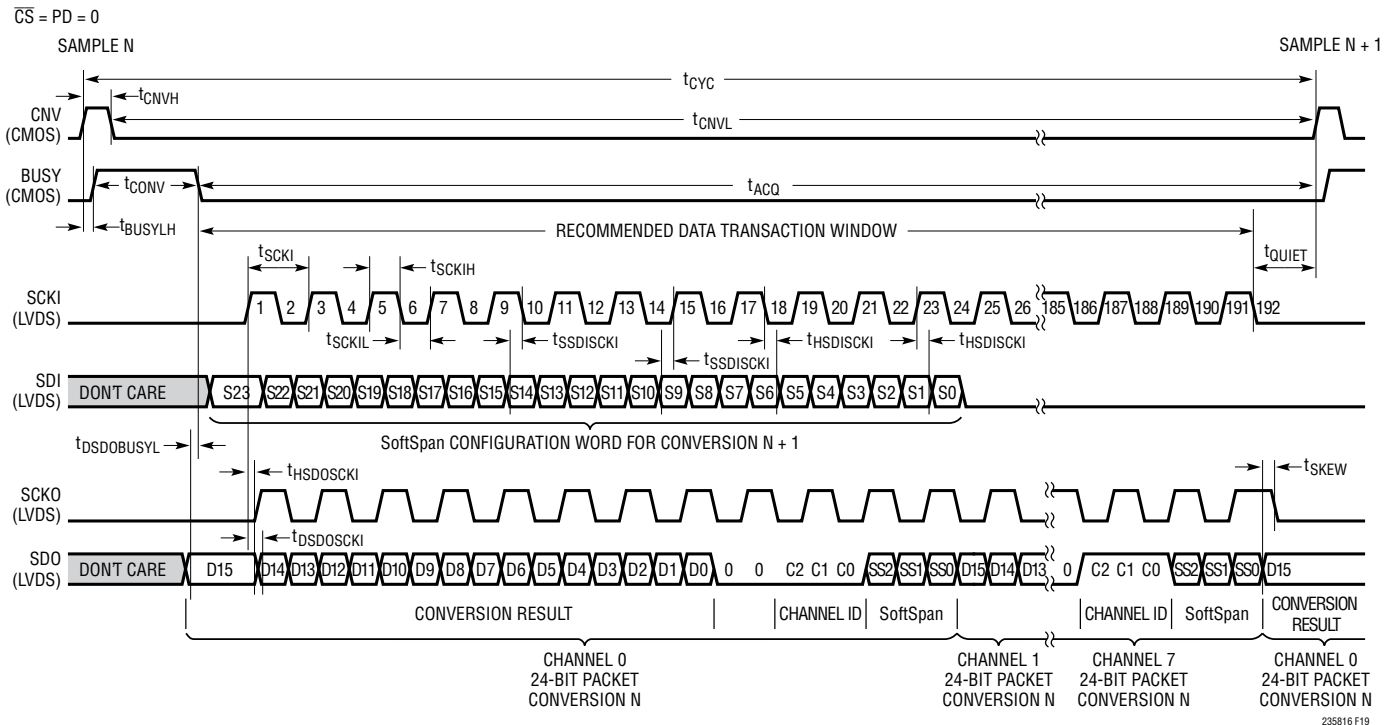 CS = PD = 0
SAMPLE N
SAMPLE N + 1
tCYC
tCNVH
CNV
(CMOS)
tCNVL
BUSY
(CMOS)
tCONV
tACQ
tBUSYLH
RECOMMENDED DATA TRANSACTION WINDOW
tSCKI
tSCKIH
tQUIET
SCKI
(LVDS)
1 2 3 4 5 6 7 8 9 10 11 12 13 14 15 16 17 18 19 20 21 22 23 24 25 26 185 186 187 188 189 190 191 192
tSCKIL
tSSDISCKI
tSSDISCKI
tHSDISCKI
tHSDISCKI
SDI
(LVDS)
DON'T CARE S23 S22 S21 S20 S19 S18 S17 S16 S15 S14 S13 S12 S11 S10 S9 S8 S7 S6 S5 S4 S3 S2 S1 S0
SoftSpan CONFIGURATION WORD FOR CONVERSION N + 1
tDSDOBUSYL
tHSDOSCKI
tSKEW
SCKO
(LVDS)
tDSDOSCKI
SDO
(LVDS)
DON'T CARE D15 D14 D13 D12 D11 D10 D9 D8 D7 D6 D5 D4 D3 D2 D1 D0 0 0 C2 C1 C0 SS2 SS1 SS0 D15 D14 D13 0 C2 C1 C0 SS2 SS1 SS0 D15
CONVERSION RESULT
CHANNEL ID
SoftSpan
CHANNEL ID
SoftSpan
CONVERSION
RESULT
CHANNEL 0
24-BIT PACKET
CONVERSION N
CHANNEL 1
24-BIT PACKET
CONVERSION N
CHANNEL 7
24-BIT PACKET
CONVERSION N
CHANNEL 0
24-BIT PACKET
CONVERSION N
235816 F19